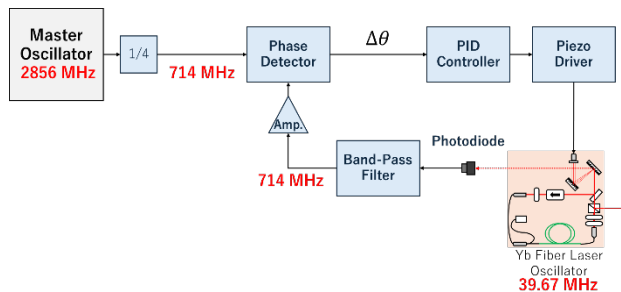 Master
Oscillator
2856 MHz
1/4
714 MHz
Phase
Detector
Δθ
PID
Controller
Piezo
Driver
Amp.
714 MHz
Band-Pass
Filter
Photodiode
Yb Fiber Laser
Oscillator
39.67 MHz